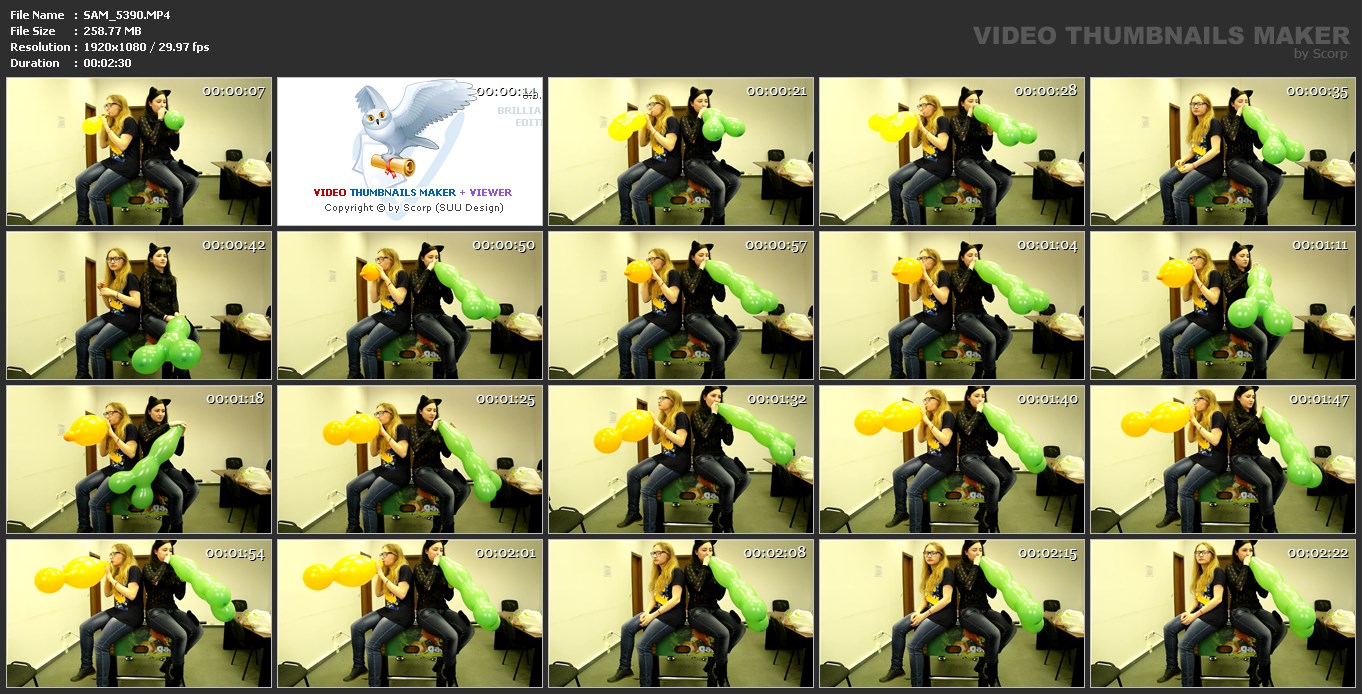 File Name : SAM_5390.MP4
File Size : 258.77 MB
Resolution : 1920x1080 / 29.97 fps
Duration : 00:02:30
VIDEO THUMBNAILS MAKER
by Scorp
00:00:07
00:00:14
BRILLIA
EDIT
VIDEO THUMBNAILS MAKER + VIEWER
Copyright © by Scorp (SUU Design)
00:00:21
00:00:28
00:00:35
00:00:42
00:00:50
00:00:57
00:01:04
00:01:11
00:01:18
00:01:25
00:01:32
00:01:40
00:01:47
00:01:54
00:02:01
00:02:08
00:02:15
00:02:22